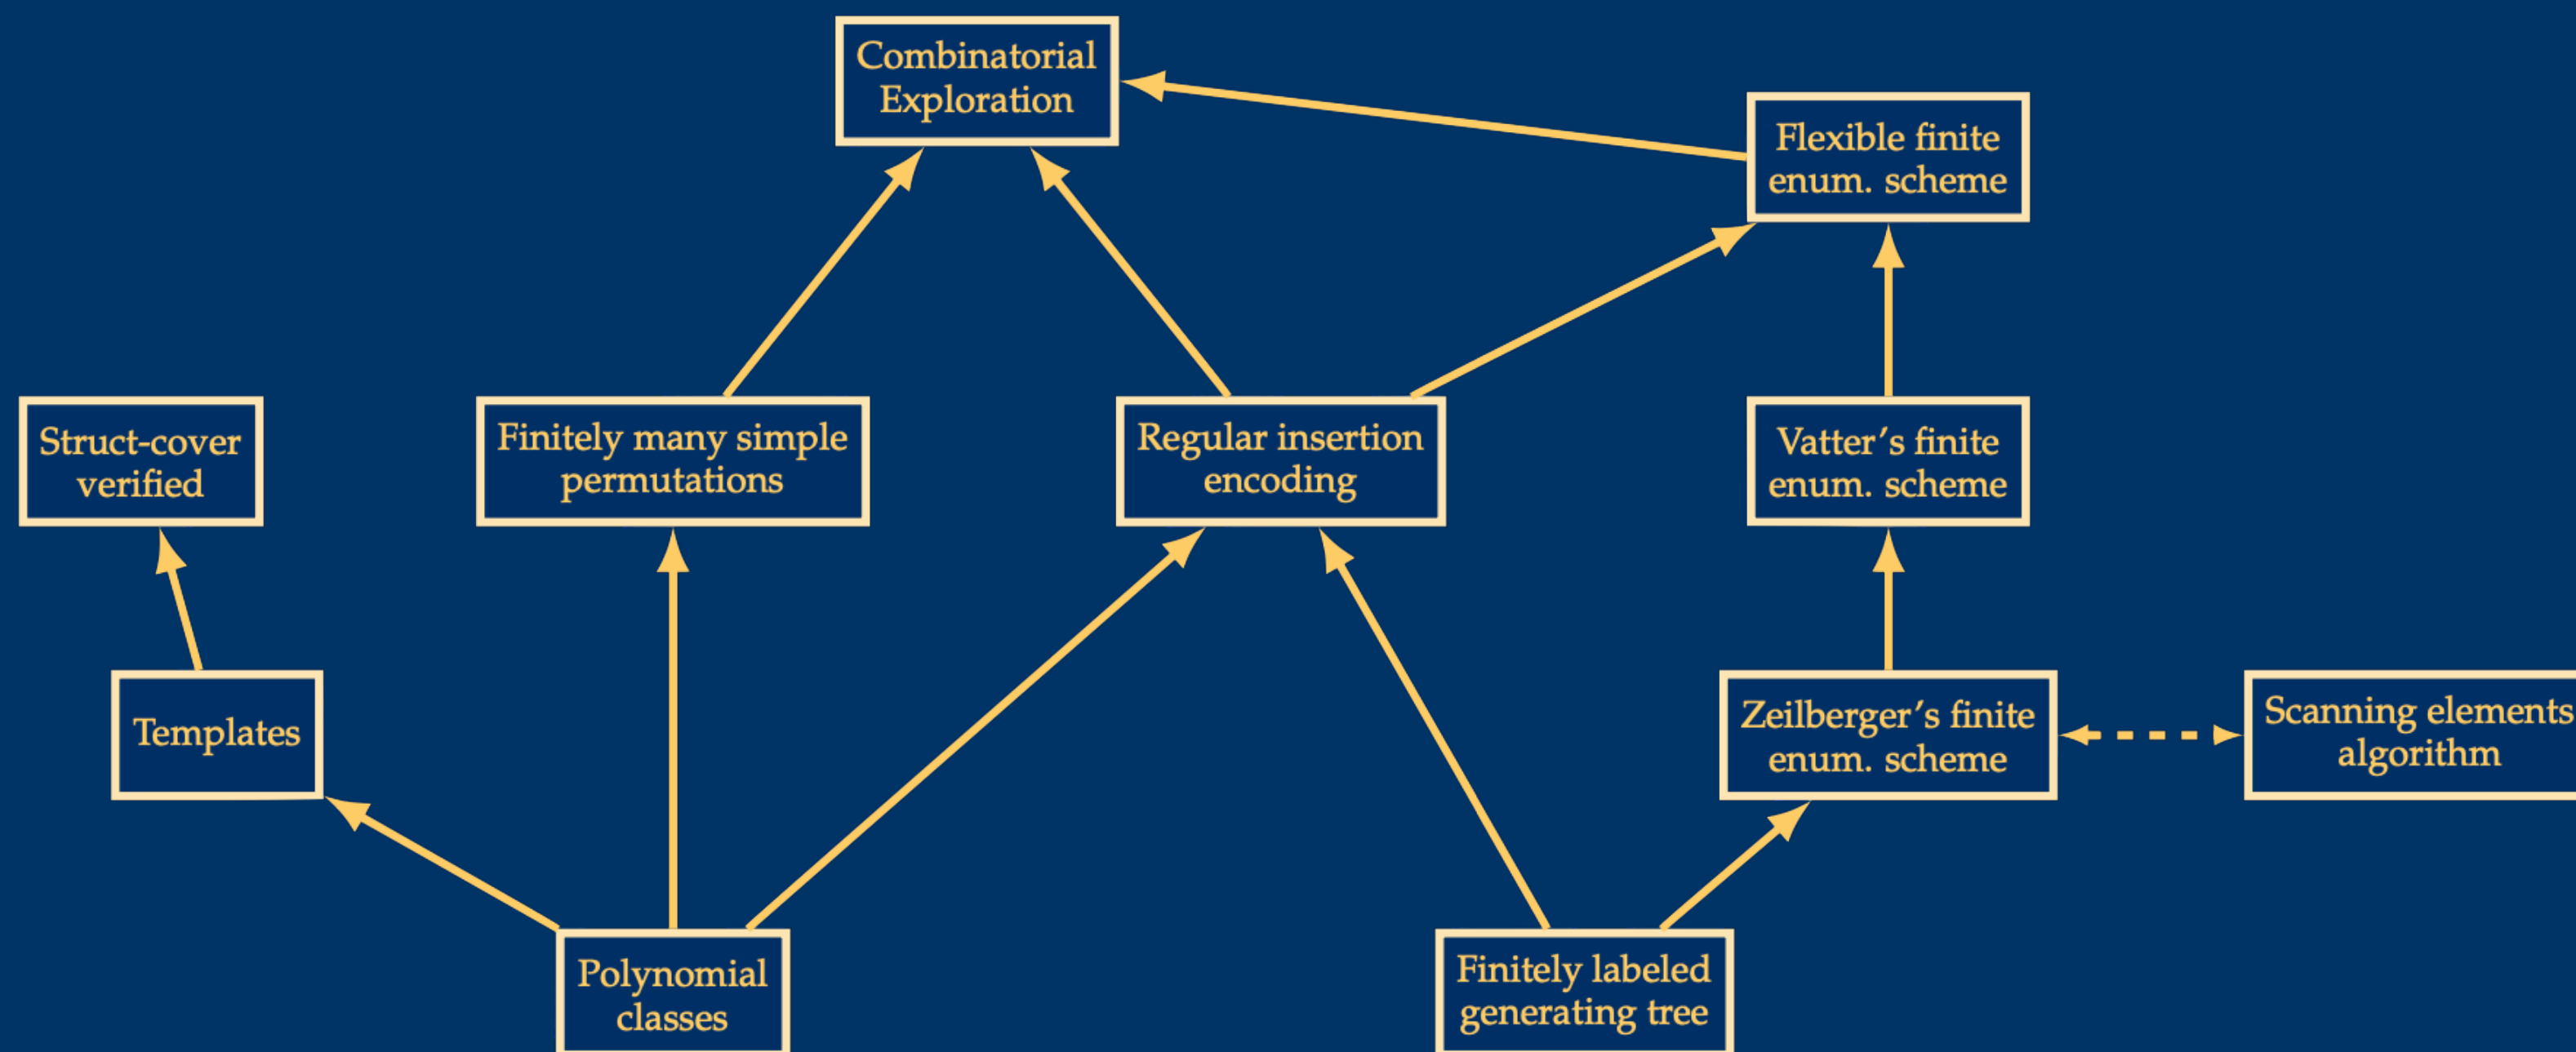 Combinatorial
Exploration
Flexible finite
enum. scheme
Struct-cover
verified
Finitely many simple
permutations
Regular insertion
encoding
Vatter’s finite
enum. scheme
Templates
Zeilberger’s finite
enum. scheme
Scanning elements
algorithm
Polynomial
classes
Finitely labeled
generating tree